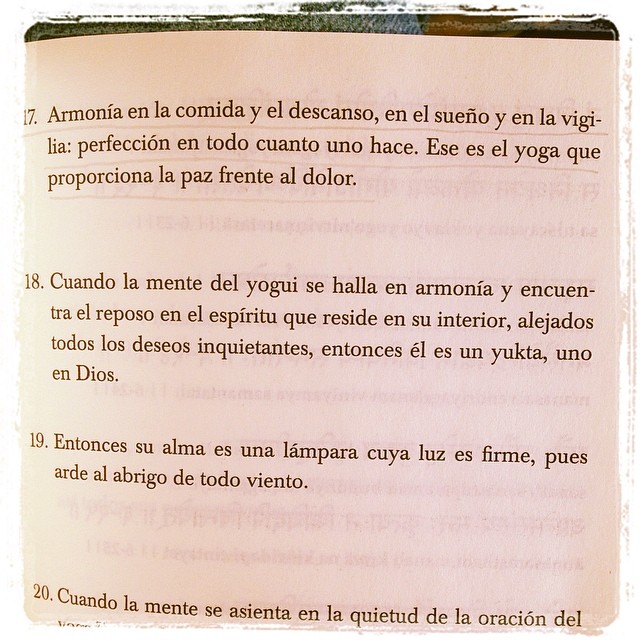 17. Armonía en la comida y el descanso, en el sueño y en la vigi-
lia: perfección en todo cuanto uno hace. Ese es el yoga que
proporciona la paz frente al dolor.
18. Cuando la mente del yogui se halla en armonía y encuen-
tra el reposo en el espíritu que reside en su interior, alejados
todos los deseos inquietantes, entonces él es un yukta, uno
en Dios.
19. Entonces su alma es una lámpara cuya luz es firme, pues
arde al abrigo de todo viento.
20. Cuando la mente se asienta en la quietud de la oración del